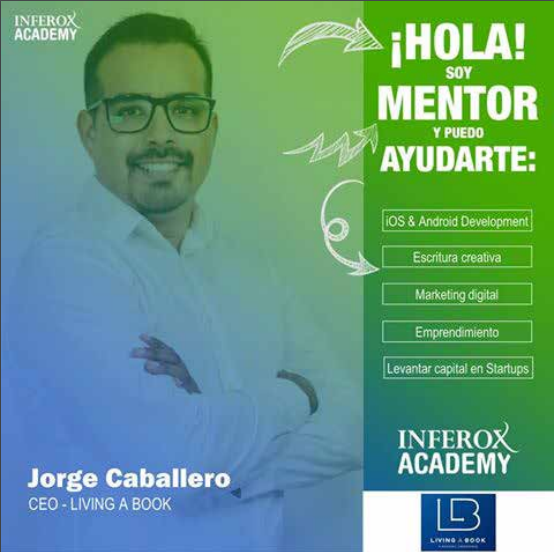 INFEROX
ACADEMY
¡HOLA!
SOY
MENTOR
Y PUEDO
AYUDARTE:
iOS & Android Development
Escritura creativa
Marketing digital
Emprendimiento
Levantar capital en Startups
INFEROX
ACADEMY
Jorge Caballero
CEO - LIVING A BOOK
LB
LIVING A BOOK